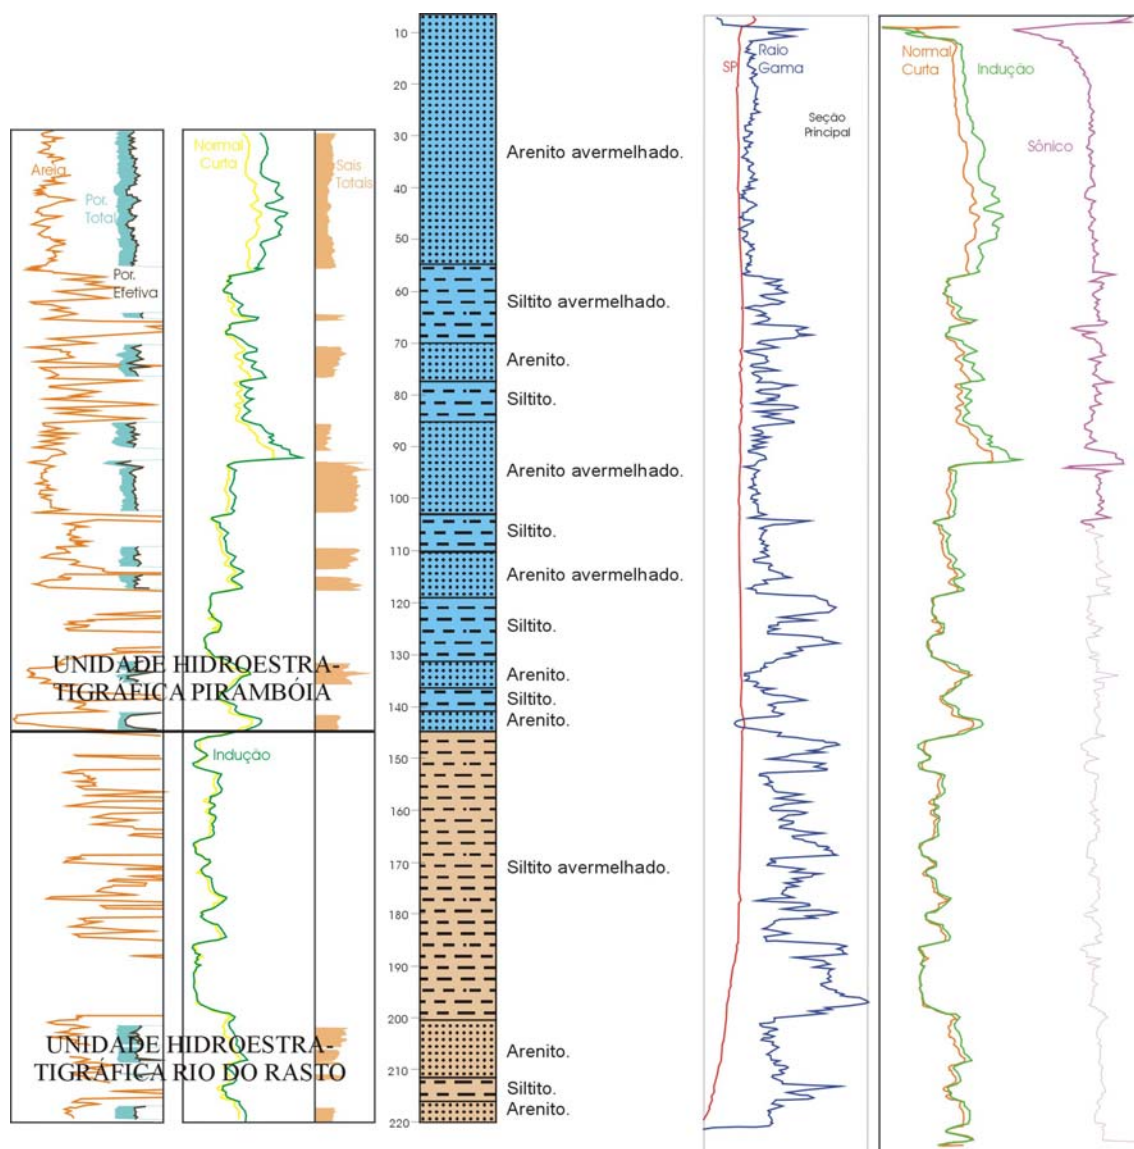 Areia
Por.
Total
Por.
Efetiva
Normal
Curta
Sais
Totais
UNIDADE HIDROESTRA-
TIGRÁFICA PIRAMBÓIA
Indução
UNIDADE HIDROESTRA-
TIGRÁFICA RIO DO RASTO
10
20
30
40
50
60
70
80
90
100
110
120
130
140
150
160
170
180
190
200
210
220
Arenito avermelhado.
Siltito avermelhado.
Arenito.
Siltito.
Arenito avermelhado.
Siltito.
Arenito avermelhado.
Siltito.
Arenito.
Siltito.
Arenito.
Siltito avermelhado.
Arenito.
Siltito.
Arenito.
SP
Raio
Gama
Seção
Principal
Normal
Curta
Indução
Sônico